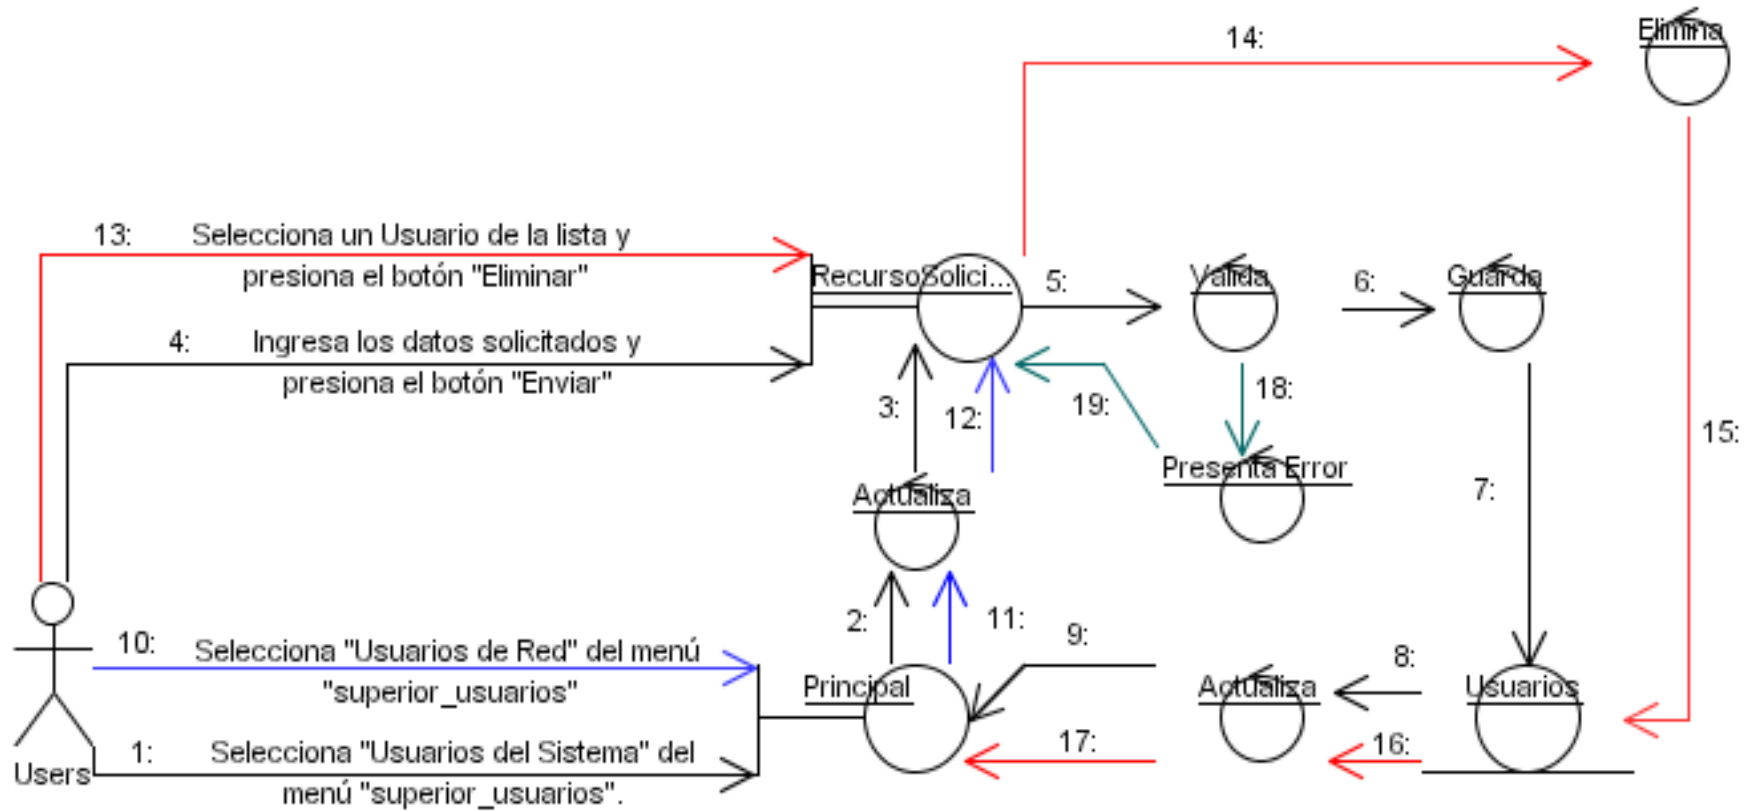 14:
Elimina
13: Selecciona un Usuario de la lista y
presiona el botón "Eliminar"
RecursoSolici...
5:
Valida
6:
Guarda
4: Ingresa los datos solicitados y
presiona el botón "Enviar"
3:
12:
19:
18:
15:
Presenta Error
7:
Actualiza
2:
11:
9:
8:
10: Selecciona "Usuarios de Red" del menú
"superior_usuarios"
Principal
Actualiza
Usuarios
17:
16:
1: Selecciona "Usuarios del Sistema" del
menú "superior_usuarios".
Users